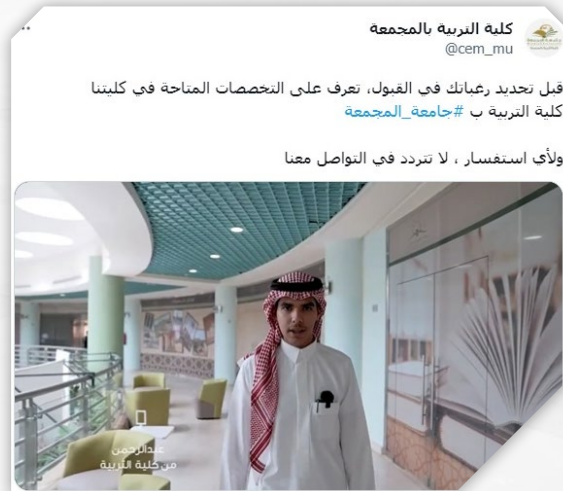 كلية التربية بالمجمعة
@cem_mu
قبل تحديد رغباتك في القبول، تعرف على التخصصات المتاحة في كليتنا
كلية التربية ب #جامعة_المجمعة
ولأي استفسار ، لا تتردد في التواصل معنا
عبدالرحمن
من كلية التربية